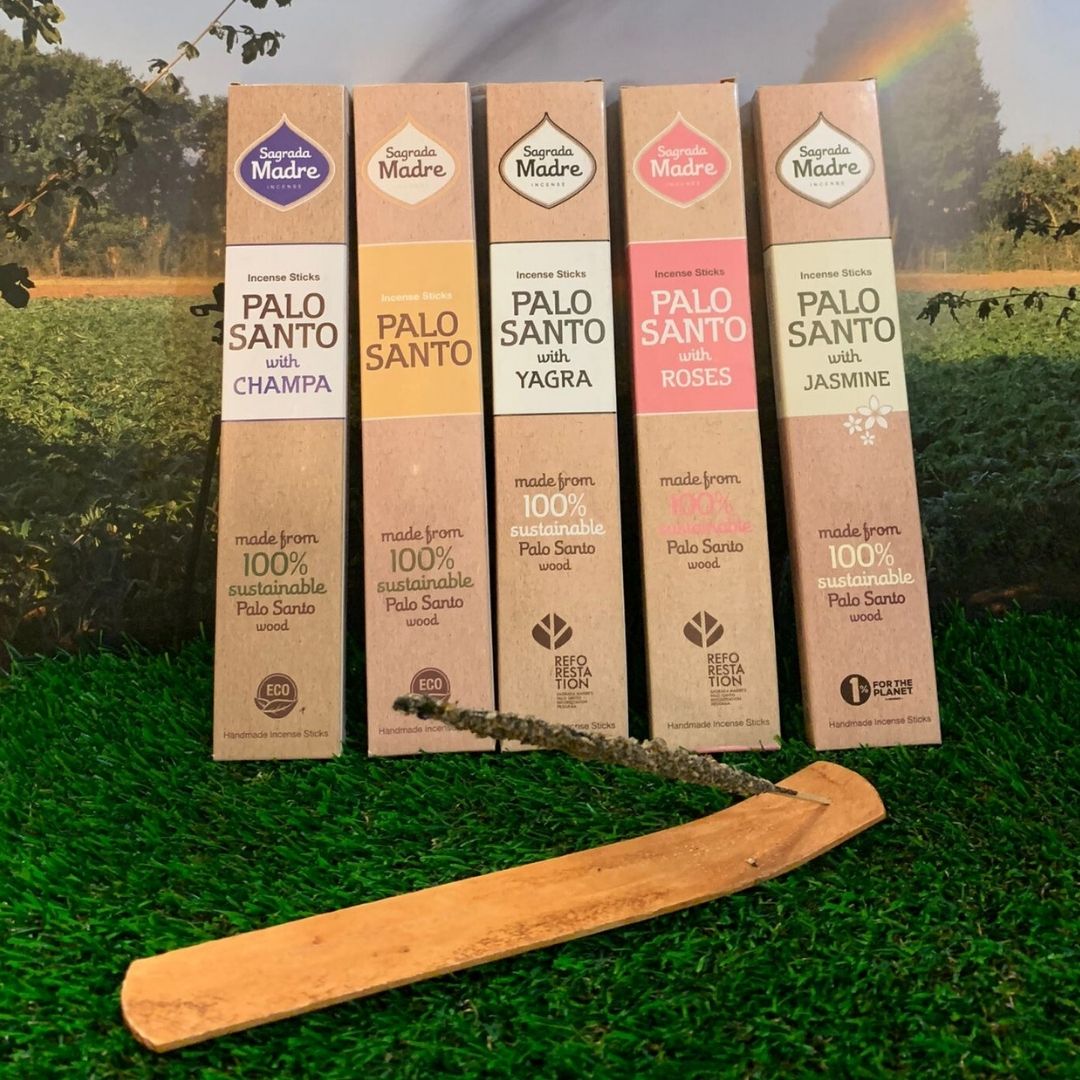 Sagrada
Madre
INCENSE
Incense Sticks
PALO
SANTO
with
CHAMPA
made from
100%
sustainable
Palo Santo
wood
ECO
Handmade Incense Sticks
Sagrada
Madre
Incense Sticks
PALO
SANTO
made from
100%
sustainable
Palo Santo
wood
ECO
Handmade
Sagrada
Madre
INCENSE
Incense Sticks
PALO
SANTO
with
YAGRA
made from
100%
sustainable
Palo Santo
wood
REFO
RESTA
TION
Incense Sticks
Sagrada
Madre
INCENSE
Incense Sticks
PALO
SANTO
with
ROSES
made from
100%
sustainable
Palo Santo
wood
REFO
RESTA
TION
Handmade Incense Sticks
Sagrada
Madre
INCENSE
Incense Sticks
PALO
SANTO
with
JASMINE
made from
100%
sustainable
Palo Santo
wood
1% FOR THE
PLANET
Handmade Incense Sticks